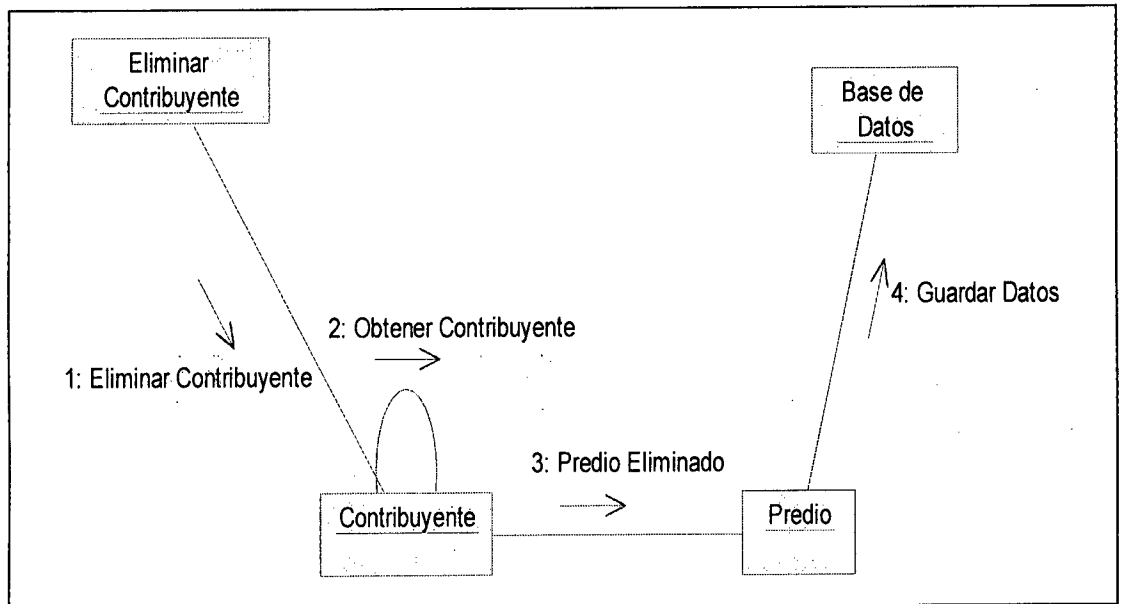 Eliminar
Contribuyente
Base de
Datos
4: Guardar Datos
2: Obtener Contribuyente
1: Eliminar Contribuyente
3: Predio Eliminado
Contribuyente
Predio